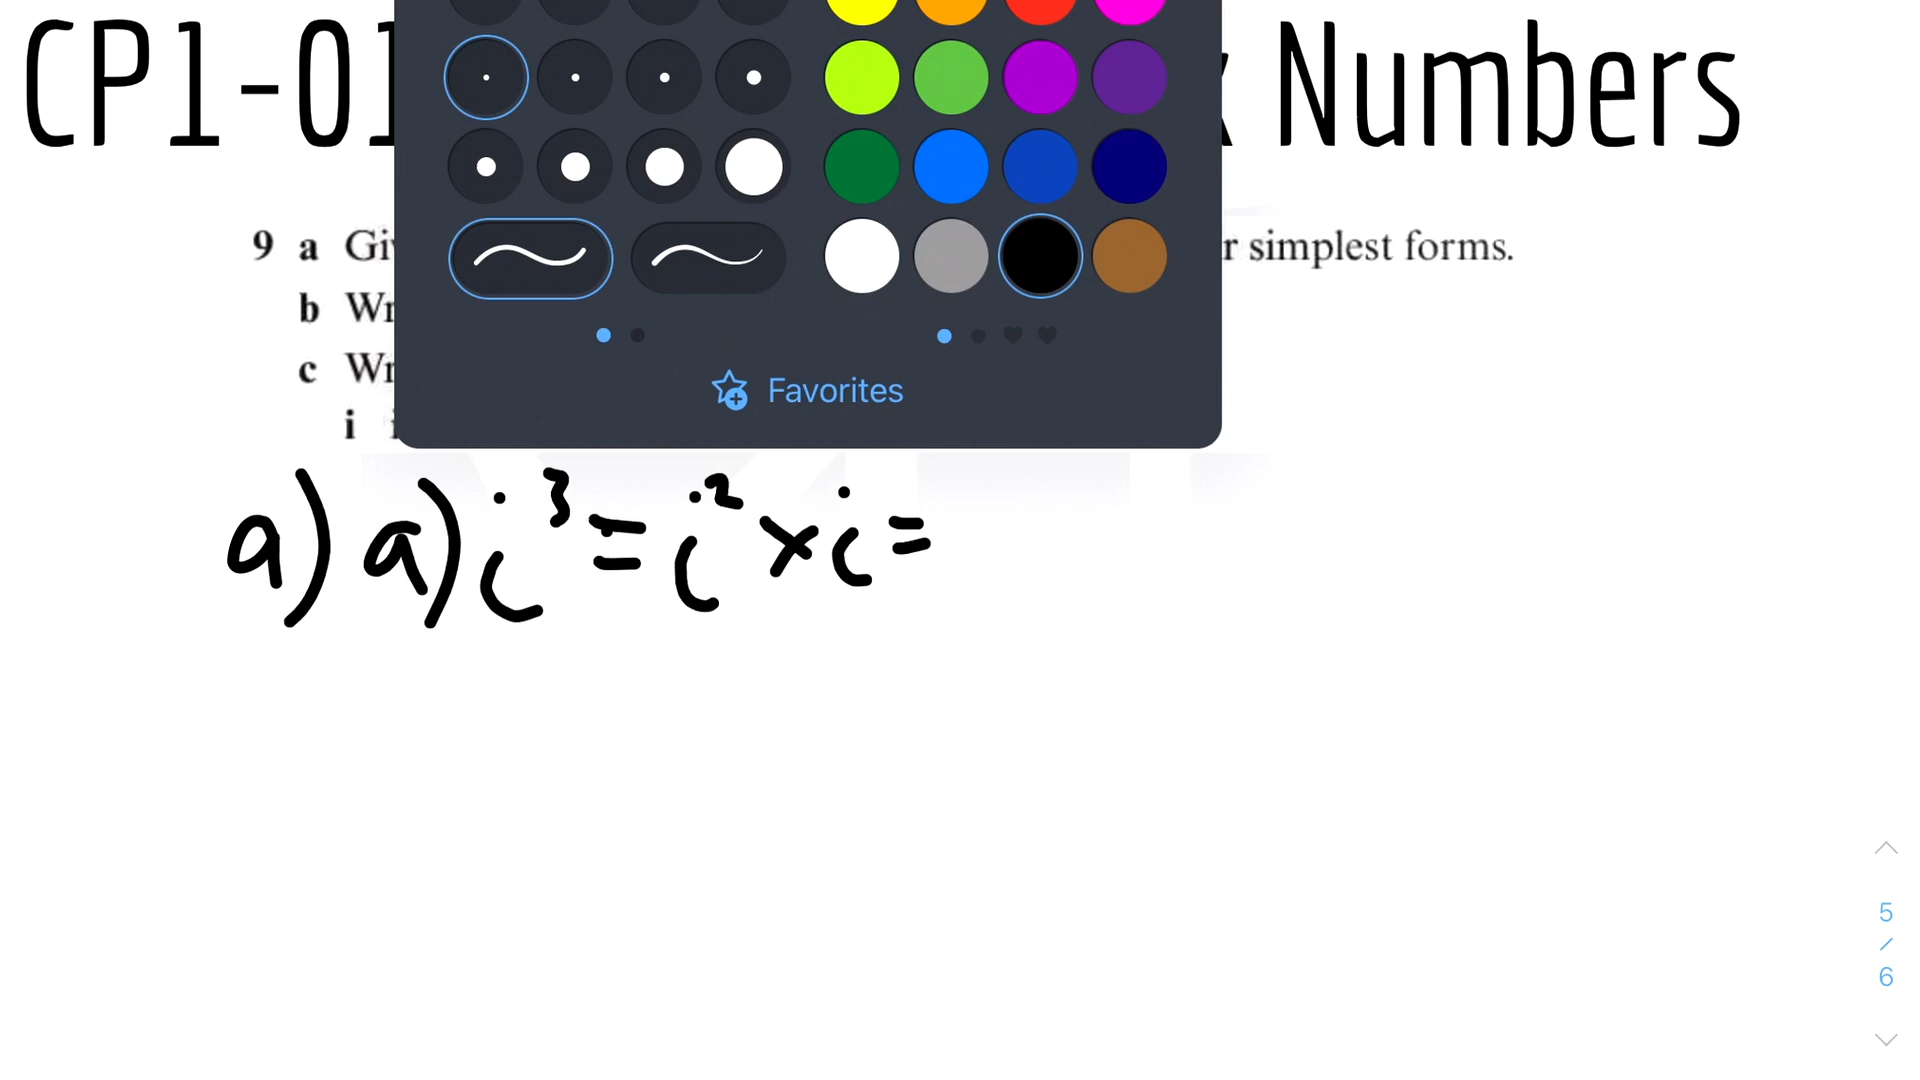 CP1-01 Numbers
9 a Gi r simplest forms.
b Wr
c Wr
i i
Favorites
a) a) i³ = i² × i =
5
/
6